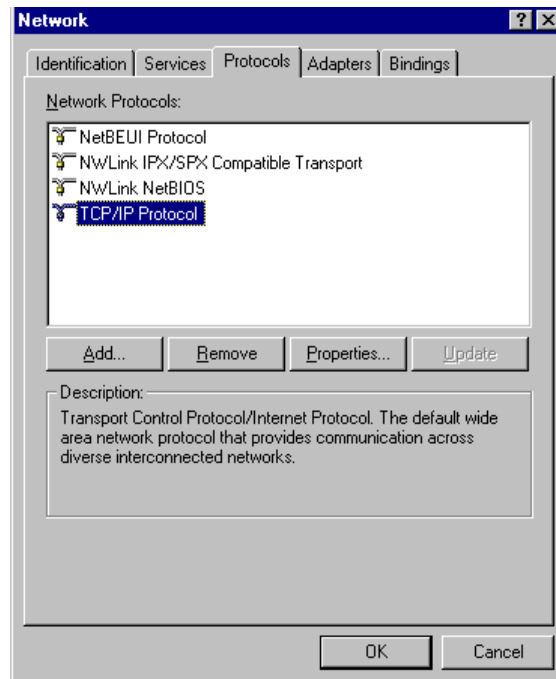 Network
Identification Services Protocols Adapters Bindings
Network Protocols:
NetBEUI Protocol
NWLink IPX/SPX Compatible Transport
NWLink NetBIOS
TCP/IP Protocol
Add... Remove Properties... Update
Description:
Transport Control Protocol/Internet Protocol. The default wide
area network protocol that provides communication across
diverse interconnected networks.
OK Cancel